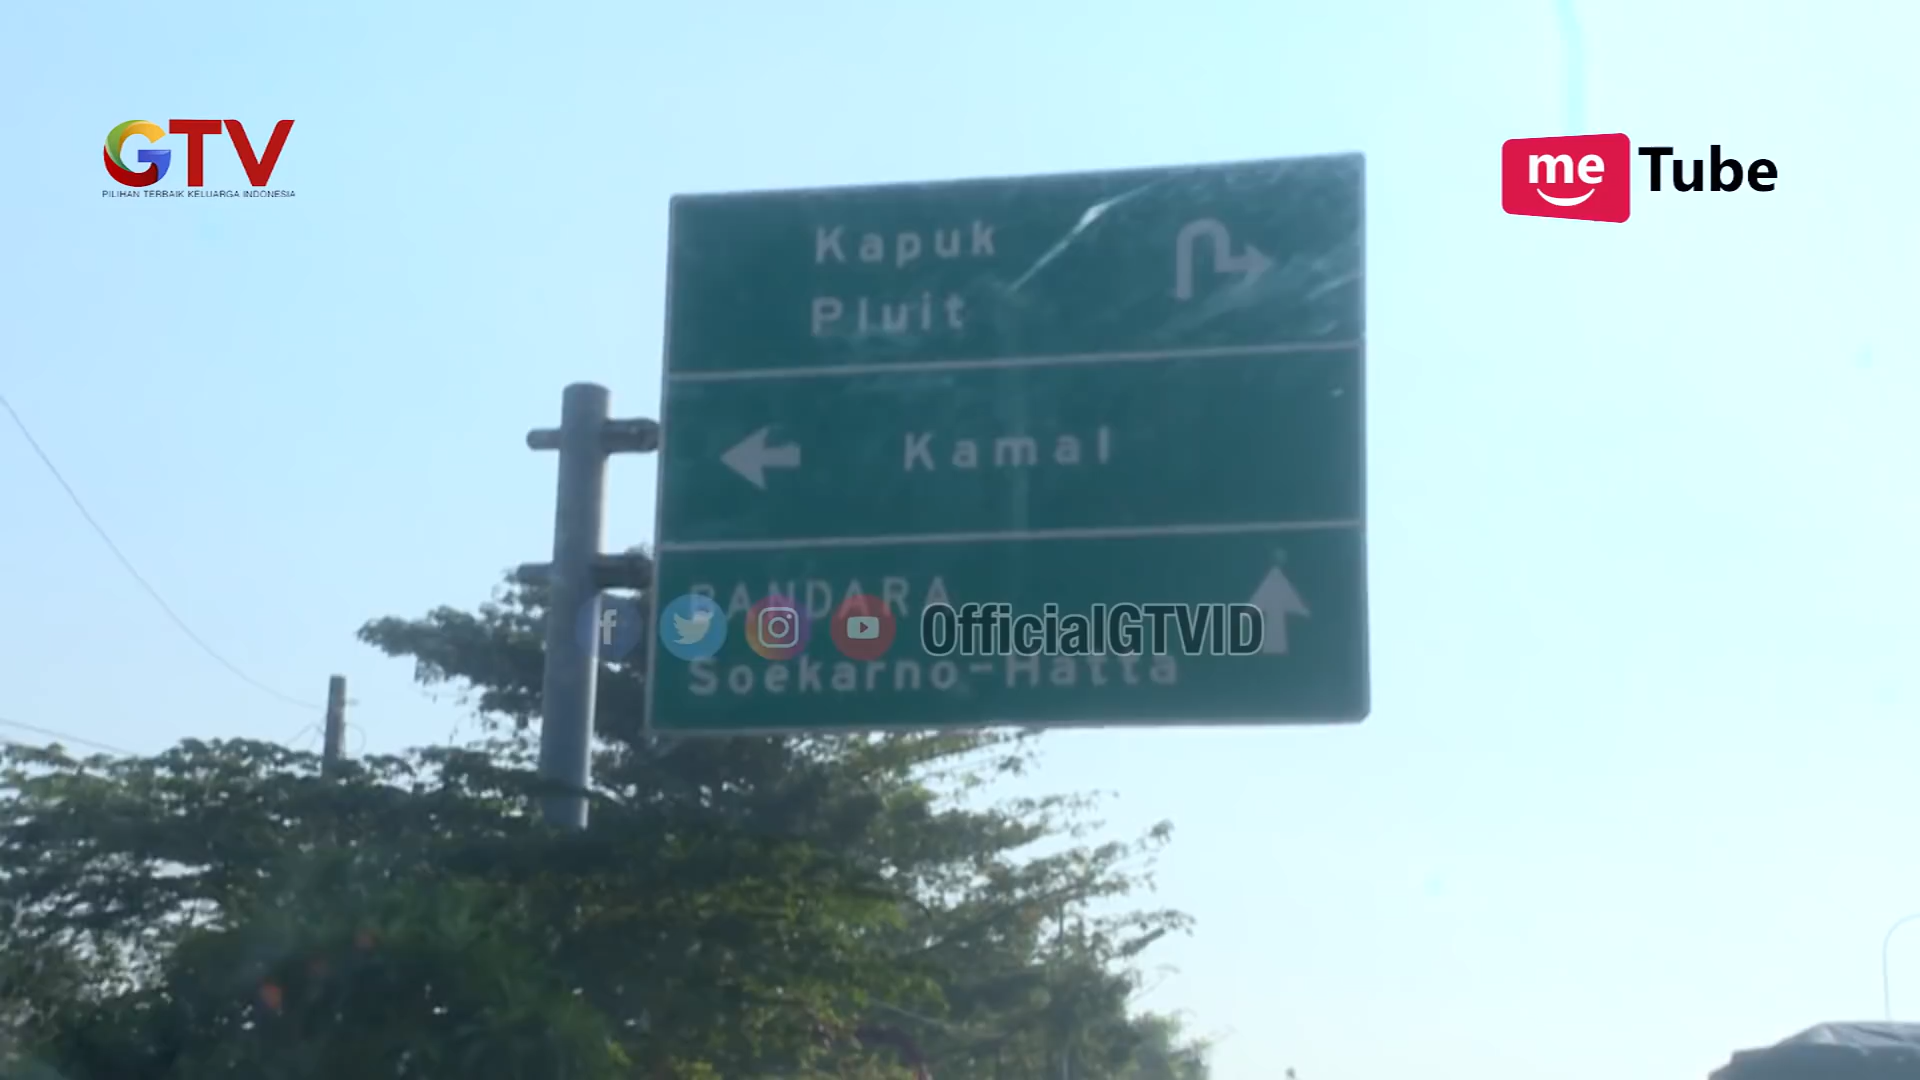 GTV
PILIHAN TERBAIK KELUARGA INDONESIA
me Tube
Kapuk
Pluit
Kamal
BANDARA
OfficialGTVID
Soekarno-Hatta